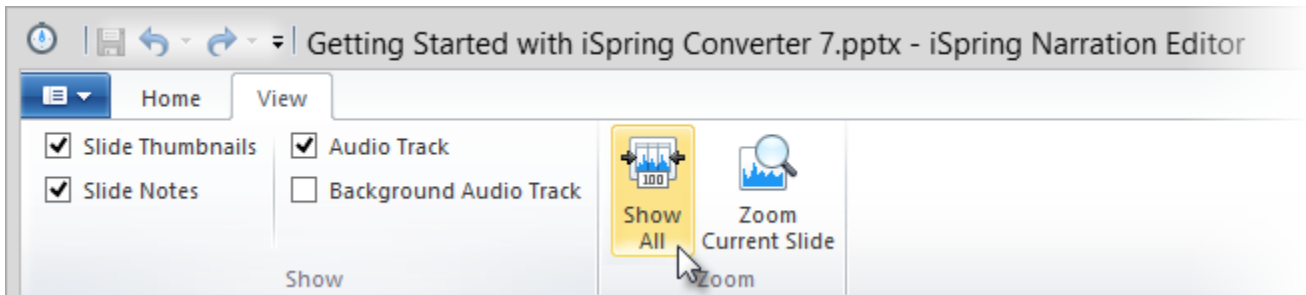 Getting Started with iSpring Converter 7.pptx - iSpring Narration Editor
Home View
Slide Thumbnails
Audio Track
Slide Notes
Background Audio Track
Show
100
Show
All
Zoom
Current Slide
Zoom